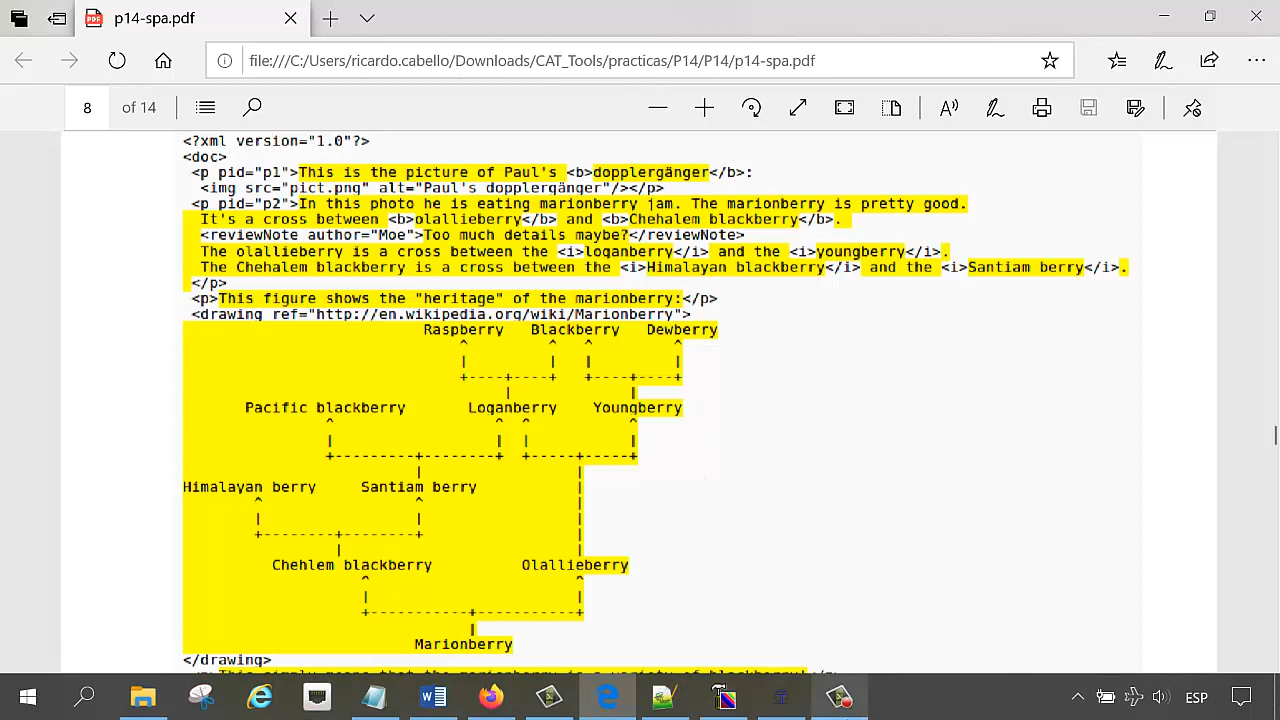 p14-spa.pdf
file:///C:/Users/ricardo.cabello/Downloads/CAT_Tools/practicas/P14/P14/p14-spa.pdf
8 of 14
<?xml version="1.0"?>
<doc>
<p pid="p1">This is the picture of Paul's <b>dopplergänger</b>:
<img src="pict.png" alt="Paul's dopplergänger"/></p>
<p pid="p2">In this photo he is eating marionberry jam. The marionberry is pretty good.
It's a cross between <b>olallieberry</b> and <b>Chehalem blackberry</b>.
<reviewNote author="Moe">Too much details maybe?</reviewNote>
The olallieberry is a cross between the <i>loganberry</i> and the <i>youngberry</i>.
The Chehalem blackberry is a cross between the <i>Himalayan blackberry</i> and the <i>Santiam berry</i>.
</p>
<p>This figure shows the "heritage" of the marionberry:</p>
<drawing ref="http://en.wikipedia.org/wiki/Marionberry">
Raspberry Blackberry Dewberry
^ ^ ^ ^
| | | |
+----+----+ +----+----+
| |
Pacific blackberry Loganberry Youngberry
^ ^ ^ ^
| | | |
+---------+--------+ +-----+-----+
| |
Himalayan berry Santiam berry |
^ ^ |
| | |
+--------+--------+ |
| |
Chehlem blackberry Olallieberry
^ ^
| |
+-----------+-----------+
|
Marionberry
</drawing>
ESP